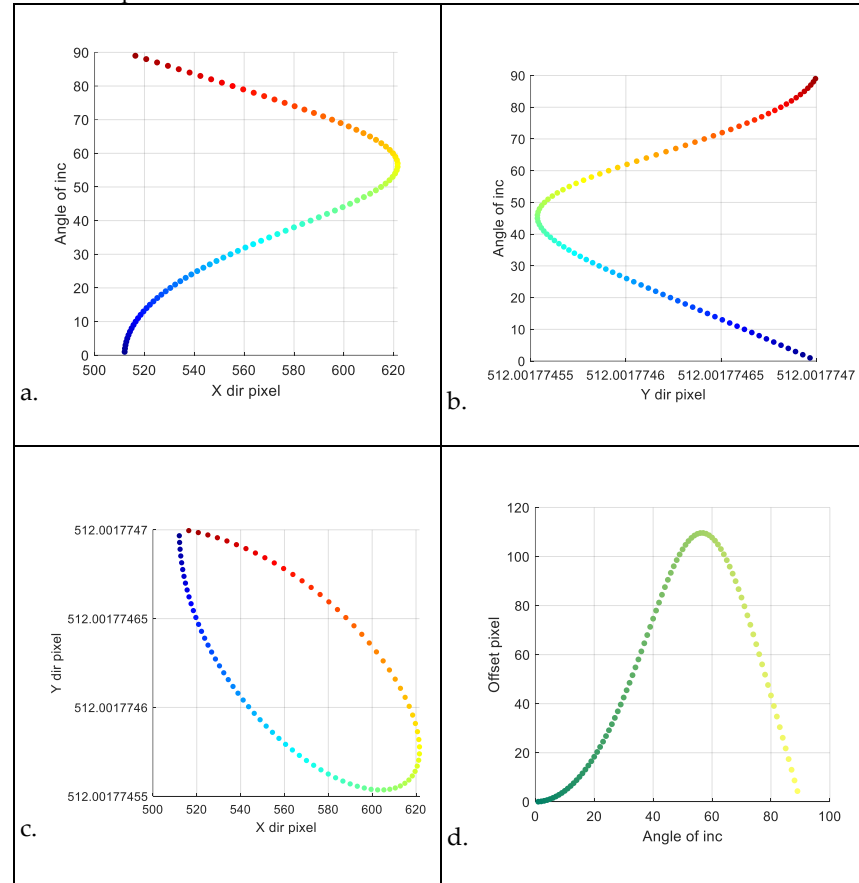 90
80
70
60
50
40
30
20
10
0
Angle of inc
500 520 540 560 580 600 620
X dir pixel
a.
90
80
70
60
50
40
30
20
10
0
Angle of inc
512.00177455 512.0017746 512.00177465 512.0017747
Y dir pixel
b.
512.0017747
512.00177465
512.0017746
512.00177455
Y dir pixel
500 520 540 560 580 600 620
X dir pixel
c.
120
100
80
60
40
20
0
Offset pixel
0 20 40 60 80 100
Angle of inc
d.